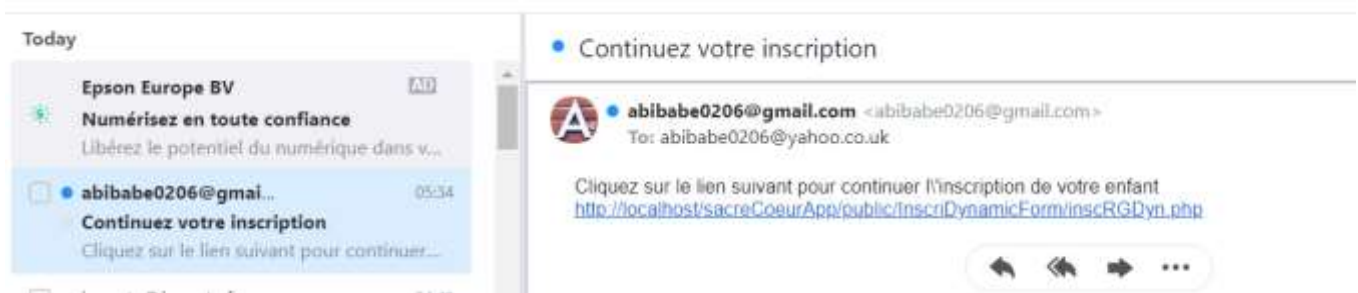 Today
Epson Europe BV
AD
Numérisez en toute confiance
Libérez le potentiel du numérique dans v...
abibabe0206@gmai...
05:34
Continuez votre inscription
Cliquez sur le lien suivant pour continuer...
Continuez votre inscription
abibabe0206@gmail.com <abibabe0206@gmail.com>
To: abibabe0206@yahoo.co.uk
Cliquez sur le lien suivant pour continuer l\'inscription de votre enfant
http://localhost/sacreCoeurApp/public/InscriDynamicForm/inscRGDyn.php